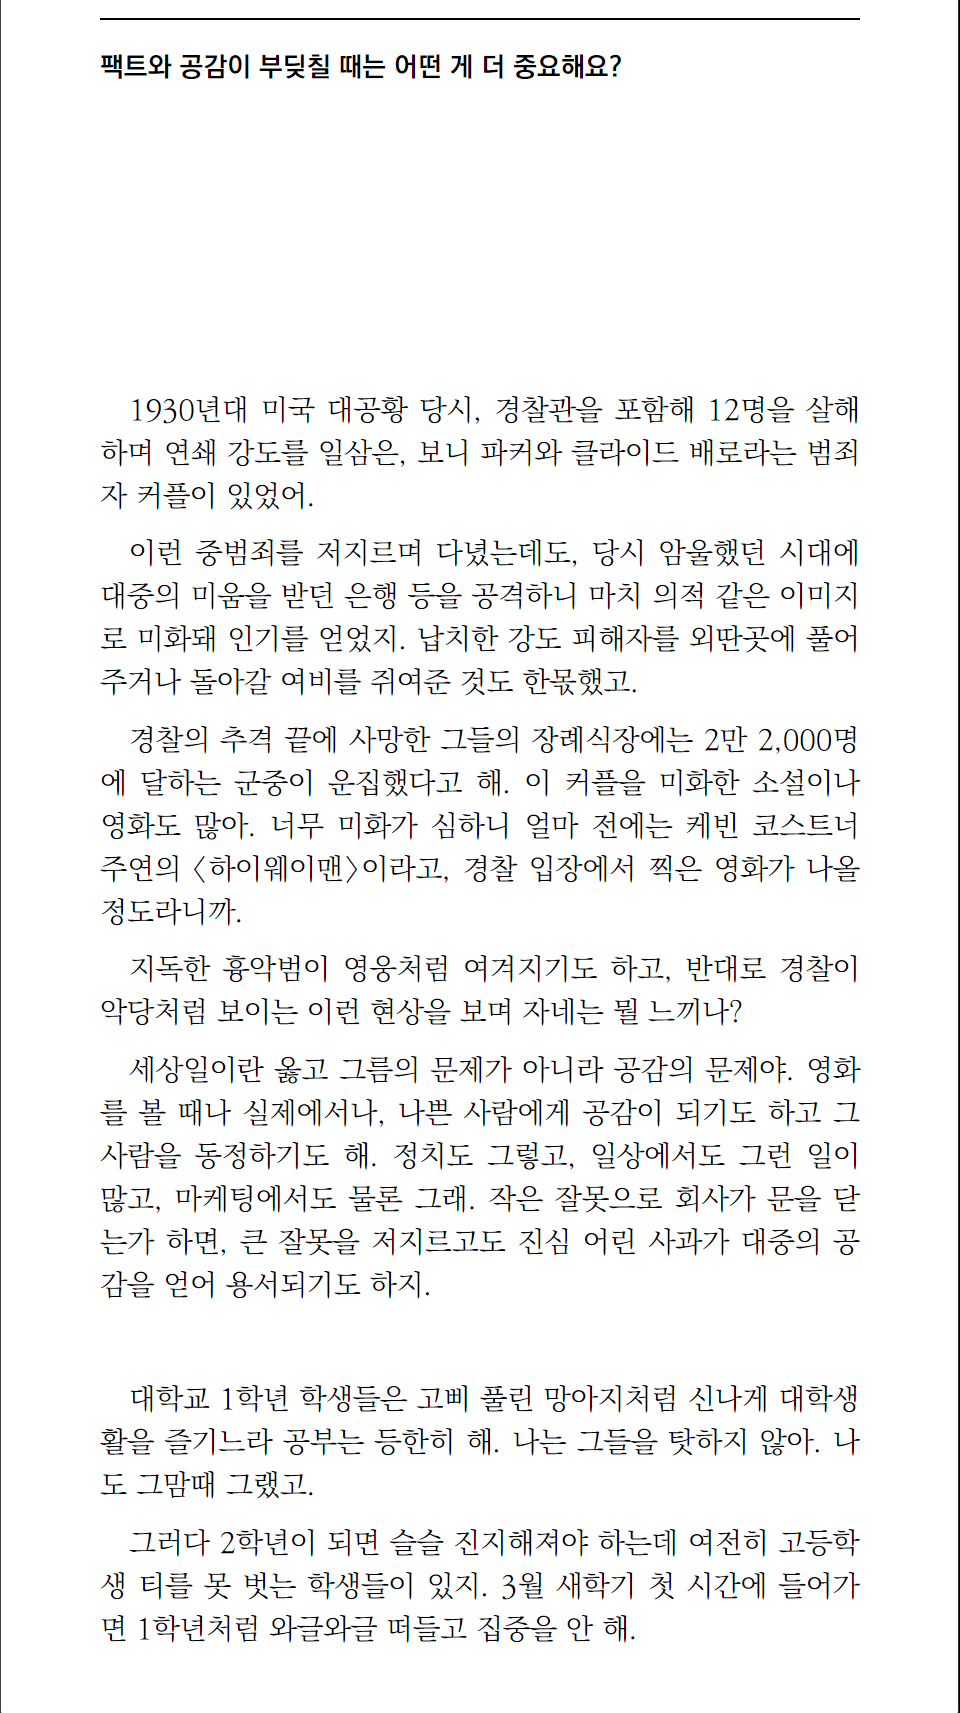 팩트와 공감이 부딪칠 때는 어떤 게 더 중요해요?
1930년대 미국 대공황 당시, 경찰관을 포함해 12명을 살해
하며 연쇄 강도를 일삼은, 보니 파커와 클라이드 배로라는 범죄
자 커플이 있었어.
이런 중범죄를 저지르며 다녔는데도, 당시 암울했던 시대에
대중의 미움을 받던 은행 등을 공격하니 마치 의적 같은 이미지
로 미화돼 인기를 얻었지. 납치한 강도 피해자를 외딴곳에 풀어
주거나 돌아갈 여비를 쥐여준 것도 한몫했고.
경찰의 추격 끝에 사망한 그들의 장례식장에는 2만 2,000명
에 달하는 군중이 운집했다고 해. 이 커플을 미화한 소설이나
영화도 많아. 너무 미화가 심하니 얼마 전에는 케빈 코스트너
주연의 〈하이웨이맨〉이라고, 경찰 입장에서 찍은 영화가 나올
정도라니까.
지독한 흉악범이 영웅처럼 여겨지기도 하고, 반대로 경찰이
악당처럼 보이는 이런 현상을 보며 자네는 뭘 느끼나?
세상일이란 옳고 그름의 문제가 아니라 공감의 문제야. 영화
를 볼 때나 실제에서나, 나쁜 사람에게 공감이 되기도 하고 그
사람을 동정하기도 해. 정치도 그렇고, 일상에서도 그런 일이
많고, 마케팅에서도 물론 그래. 작은 잘못으로 회사가 문을 닫
는가 하면, 큰 잘못을 저지르고도 진심 어린 사과가 대중의 공
감을 얻어 용서되기도 하지.
대학교 1학년 학생들은 고삐 풀린 망아지처럼 신나게 대학생
활을 즐기느라 공부는 등한히 해. 나는 그들을 탓하지 않아. 나
도 그맘때 그랬고.
그러다 2학년이 되면 슬슬 진지해져야 하는데 여전히 고등학
생 티를 못 벗는 학생들이 있지. 3월 새학기 첫 시간에 들어가
면 1학년처럼 와글와글 떠들고 집중을 안 해.